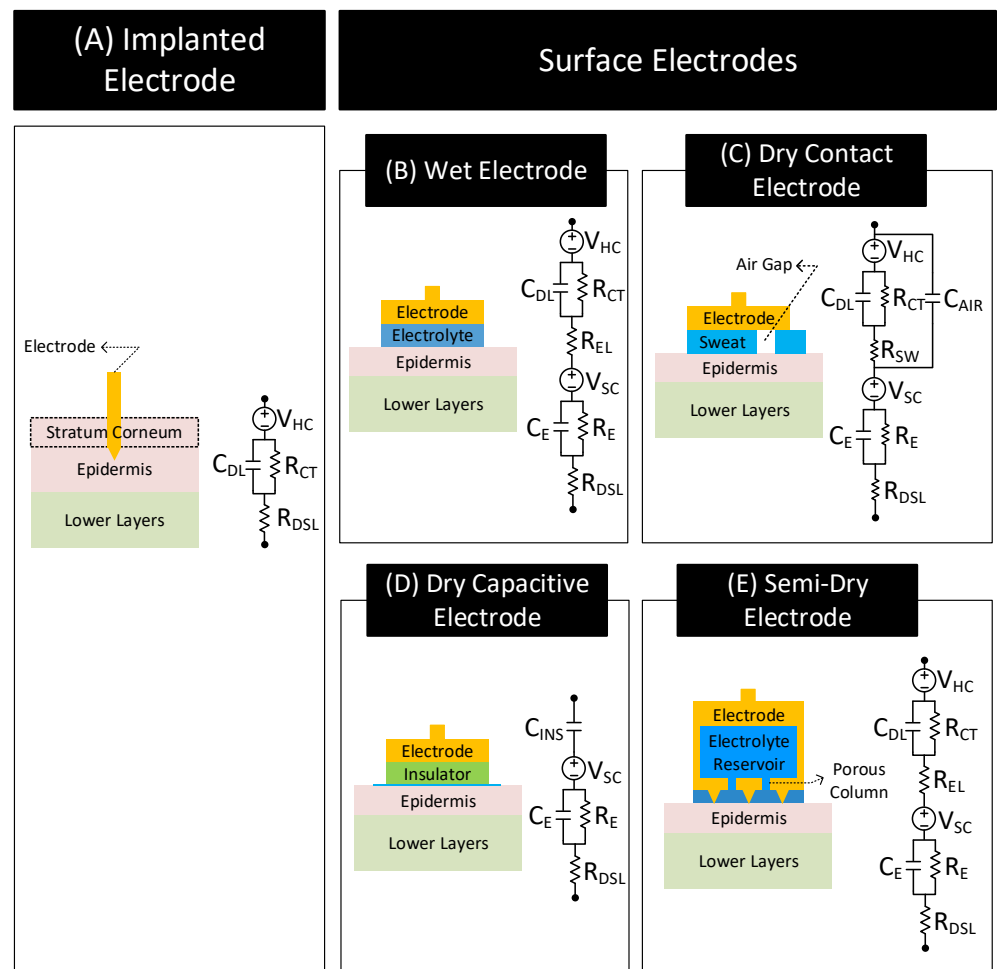 (A) Implanted
Electrode
Surface Electrodes
Electrode
Stratum Corneum
Epidermis
Lower Layers
V_HC
C_DL
R_CT
R_DSL
(B) Wet Electrode
Electrode
Electrolyte
Epidermis
Lower Layers
V_HC
C_DL
R_CT
R_EL
V_SC
C_E
R_E
R_DSL
(C) Dry Contact
Electrode
Air Gap
Electrode
Sweat
Epidermis
Lower Layers
V_HC
C_DL
R_CT
C_AIR
R_SW
V_SC
C_E
R_E
R_DSL
(D) Dry Capacitive
Electrode
Electrode
Insulator
Epidermis
Lower Layers
C_INS
V_SC
C_E
R_E
R_DSL
(E) Semi-Dry
Electrode
Electrode
Electrolyte
Reservoir
Porous
Column
Epidermis
Lower Layers
V_HC
C_DL
R_CT
R_EL
V_SC
C_E
R_E
R_DSL